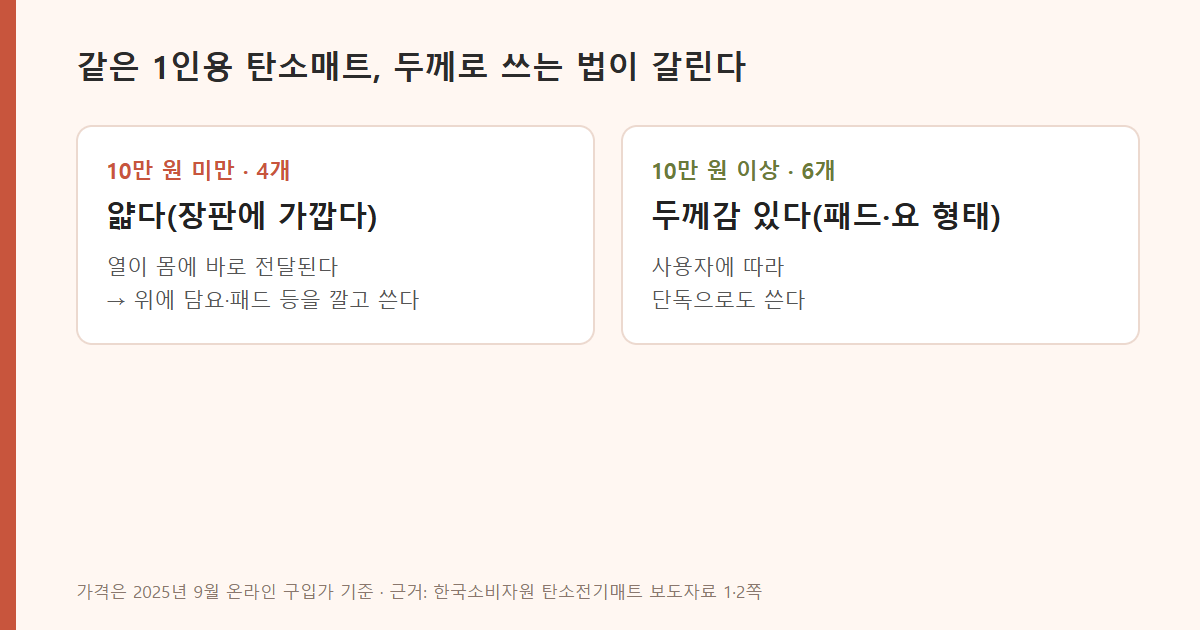 같은 1인용 탄소매트, 두께로 쓰는 법이 갈린다
10만 원 미만 · 4개
얇다(장판에 가깝다)
열이 몸에 바로 전달된다
→ 위에 담요·패드 등을 깔고 쓴다
10만 원 이상 · 6개
두께감 있다(패드·요 형태)
사용자에 따라
단독으로도 쓴다
가격은 2025년 9월 온라인 구입가 기준 · 근거: 한국소비자원 탄소전기매트 보도자료 1·2쪽